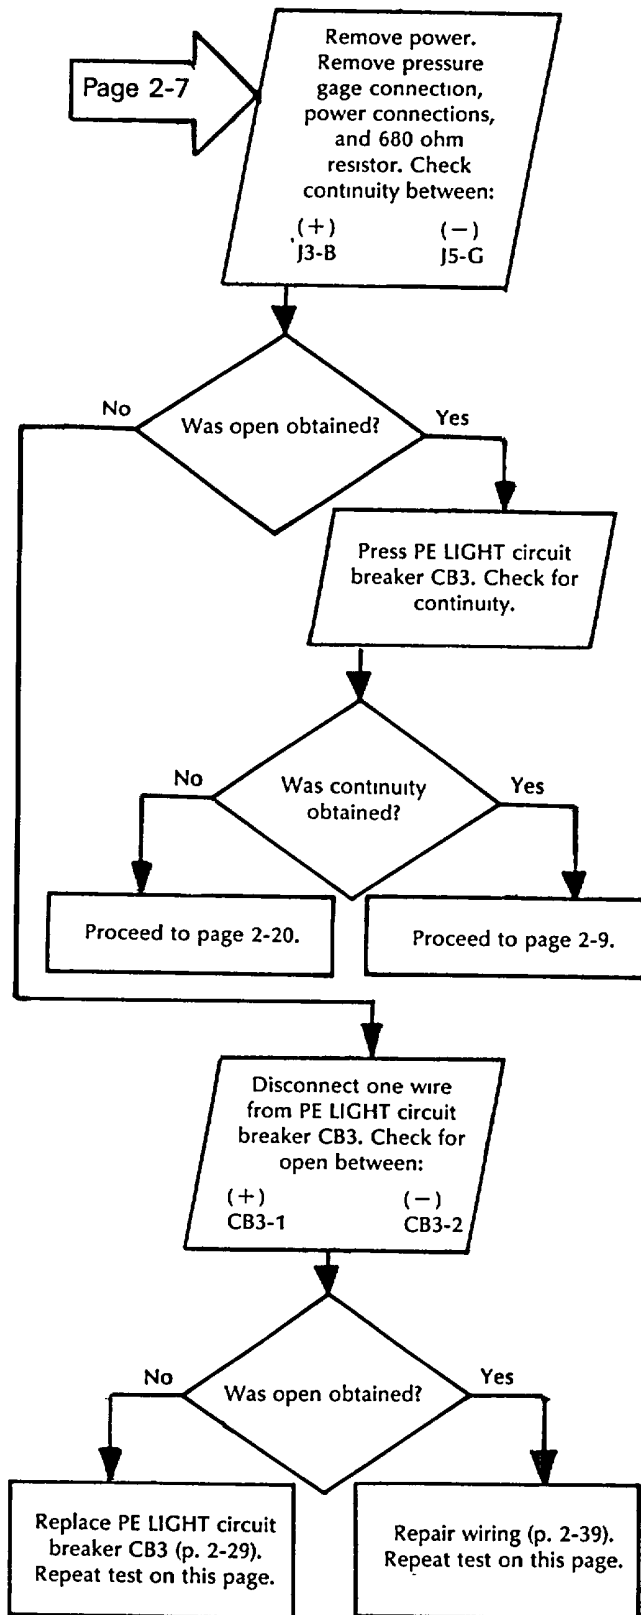 Page 2-7
Remove power.
Remove pressure
gage connection,
power connections,
and 680 ohm
resistor. Check
continuity between:
(+) (−)
J3-B J5-G
No
Was open obtained?
Yes
Press PE LIGHT circuit
breaker CB3. Check for
continuity.
No
Was continuity
obtained?
Yes
Proceed to page 2-20.
Proceed to page 2-9.
Disconnect one wire
from PE LIGHT circuit
breaker CB3. Check for
open between:
(+) (−)
CB3-1 CB3-2
No
Was open obtained?
Yes
Replace PE LIGHT circuit
breaker CB3 (p. 2-29).
Repeat test on this page.
Repair wiring (p. 2-39).
Repeat test on this page.